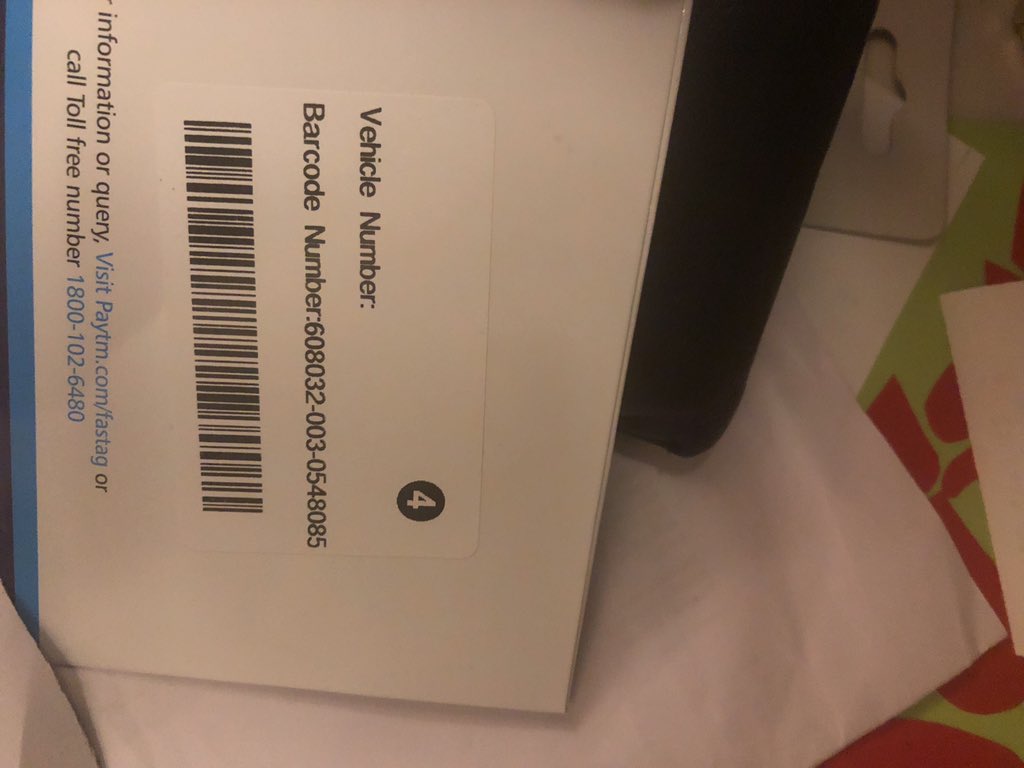 Vehicle Number:
4
Barcode Number:608032-003-0548085
information or query, Visit Paytm.com/fastag or
call Toll free number 1800-102-6480